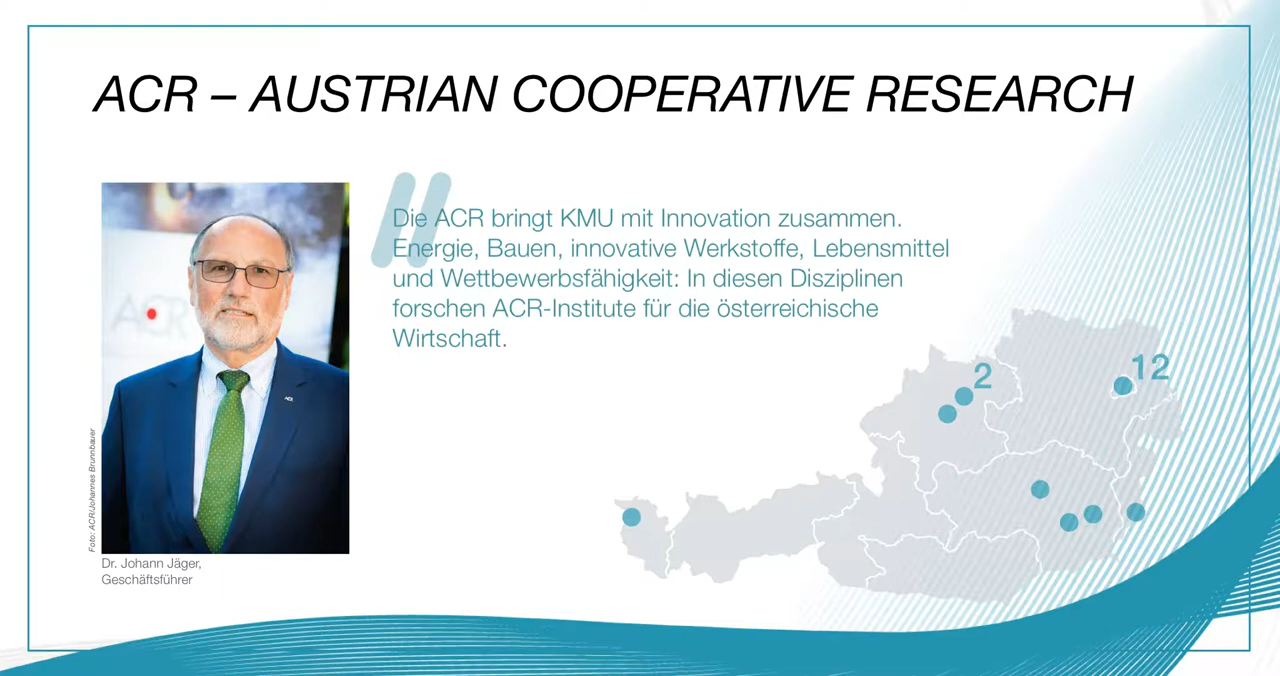 ACR – AUSTRIAN COOPERATIVE RESEARCH
Die ACR bringt KMU mit Innovation zusammen.
Energie, Bauen, innovative Werkstoffe, Lebensmittel
und Wettbewerbsfähigkeit: In diesen Disziplinen
forschen ACR-Institute für die österreichische
Wirtschaft.
2
12
ACR
ACR
Foto: ACR/Johannes Brunnbauer
Dr. Johann Jäger,
Geschäftsführer